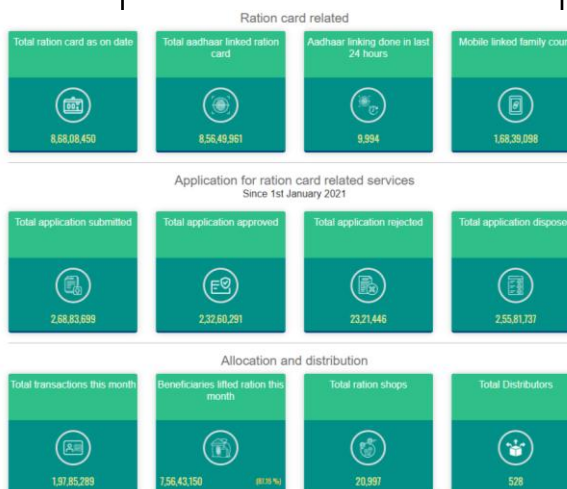 Ration card related
Total ration card as on date
8,68,08,450
Total aadhaar linked ration
card
8,56,49,961
Aadhaar linking done in last
24 hours
9,994
Mobile linked family coun
1,68,39,098
Application for ration card related services
Since 1st January 2021
Total application submitted
2,68,83,699
Total application approved
2,32,60,291
Total application rejected
23,21,446
Total application dispose
2,55,81,737
Allocation and distribution
Total transactions this month
1,97,85,289
Beneficiaries lifted ration this
month
7,56,43,150
Total ration shops
20,997
Total Distributors
528